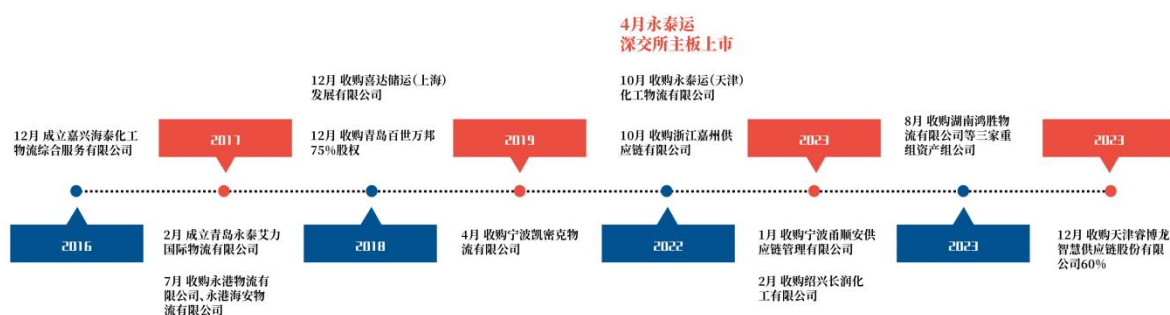 12月 成立嘉兴海泰化工
物流综合服务有限公司
2016
2017
2月 成立青岛永泰艾力
国际物流有限公司
7月 收购永港物流有
限公司、永港海安物
流有限公司
12月 收购喜达储运(上海)
发展有限公司
12月 收购青岛百世万邦
75%股权
2018
2019
4月 收购宁波凯密克物
流有限公司
4月永泰运
深交所主板上市
10月 收购永泰运(天津)
化工物流有限公司
10月 收购浙江嘉州供
应链有限公司
2022
2023
1月 收购宁波甬顺安供
应链管理有限公司
2月 收购绍兴长润化
工有限公司
8月 收购湖南鸿胜物
流有限公司等三家重
组资产组公司
2023
2023
12月 收购天津睿博龙
智慧供应链股份有限
公司60%